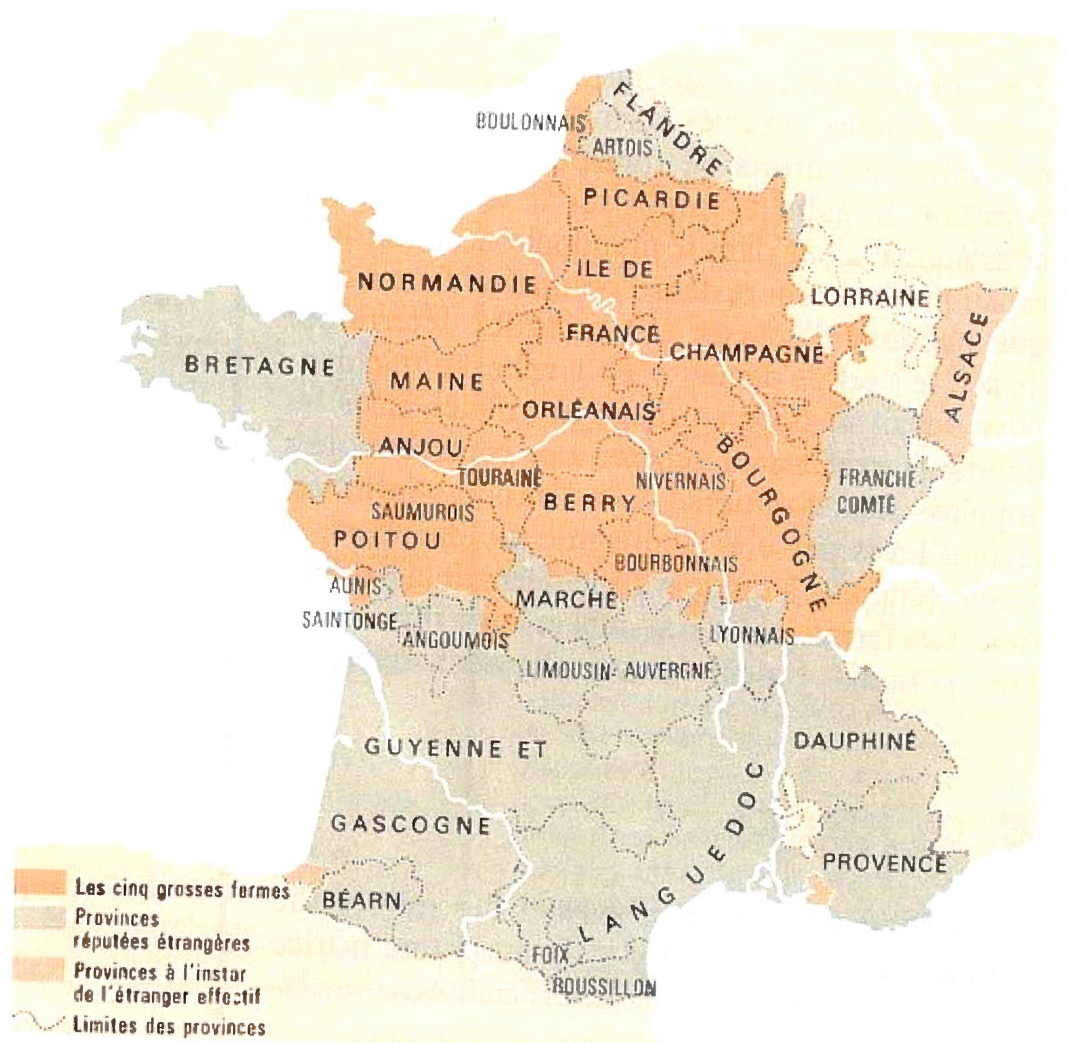 FLANDRE
BOULONNAIS
ARTOIS
PICARDIE
ILE DE
FRANCE
NORMANDIE
LORRAINE
CHAMPAGNE
ALSACE
BRETAGNE
MAINE
ORLÉANAIS
ANJOU
TOURAINE
BOURGOGNE
NIVERNAIS
FRANCHE
COMTÉ
BERRY
SAUMUROIS
POITOU
BOURBONNAIS
AUNIS
MARCHE
SAINTONGE
ANGOUMOIS
LYONNAIS
LIMOUSIN
AUVERGNE
GUYENNE ET
GASCOGNE
DAUPHINÉ
LANGUEDOC
PROVENCE
BÉARN
FOIX
ROUSSILLON
Les cinq grosses fermes
Provinces
réputées étrangères
Provinces à l'instar
de l'étranger effectif
Limites des provinces